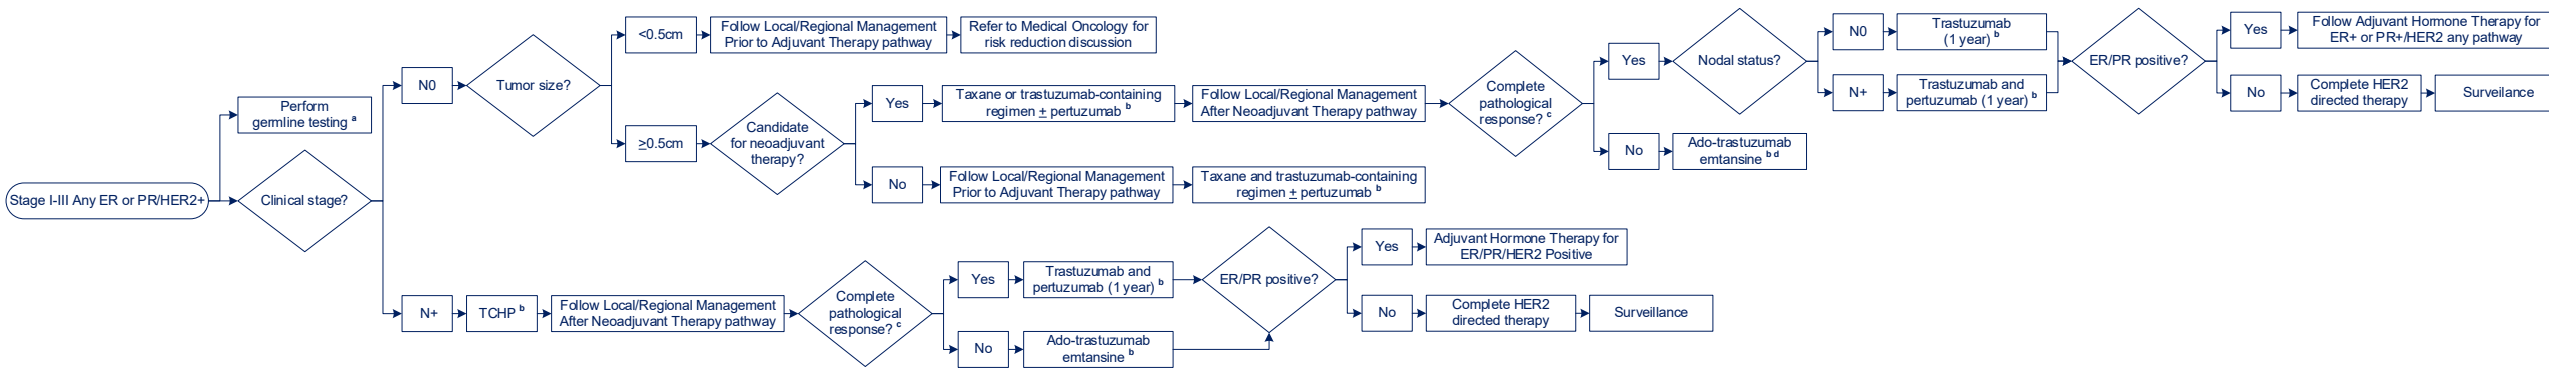 Stage I-III Any ER or PR/HER2+
Perform
germline testing a
Clinical stage?
N0
Tumor size?
<0.5cm
Follow Local/Regional Management
Prior to Adjuvant Therapy pathway
Refer to Medical Oncology for
risk reduction discussion
≥0.5cm
Candidate
for neoadjuvant
therapy?
Yes
Taxane or trastuzumab-containing
regimen ± pertuzumab b
Follow Local/Regional Management
After Neoadjuvant Therapy pathway
Complete
pathological
response? c
Yes
Nodal status?
N0
Trastuzumab
(1 year) b
N+
Trastuzumab and
pertuzumab (1 year) b
ER/PR positive?
Yes
Follow Adjuvant Hormone Therapy for
ER+ or PR+/HER2 any pathway
No
Complete HER2
directed therapy
Surveilance
No
Ado-trastuzumab
emtansine b d
No
Follow Local/Regional Management
Prior to Adjuvant Therapy pathway
Taxane and trastuzumab-containing
regimen ± pertuzumab b
N+
TCHP b
Follow Local/Regional Management
After Neoadjuvant Therapy pathway
Complete
pathological
response? c
Yes
Trastuzumab and
pertuzumab (1 year) b
No
Ado-trastuzumab
emtansine b
ER/PR positive?
Yes
Adjuvant Hormone Therapy for
ER/PR/HER2 Positive
No
Complete HER2
directed therapy
Surveillance